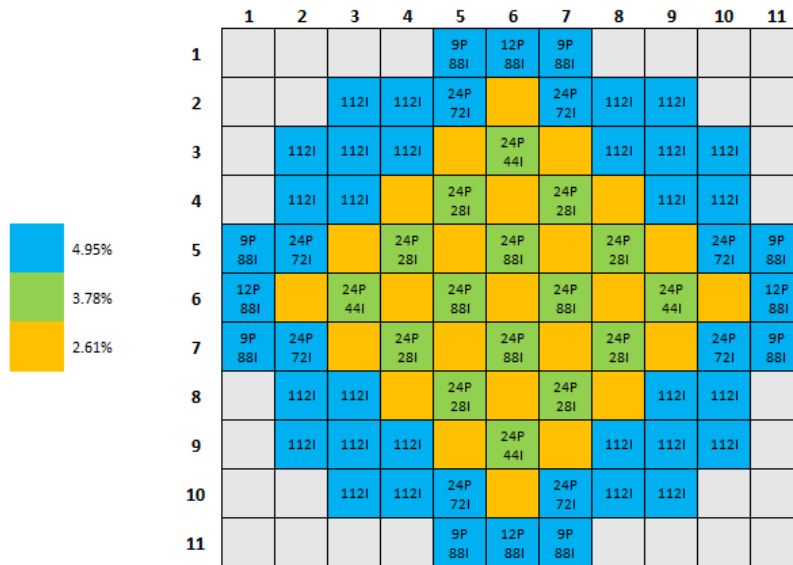 1 2 3 4 5 6 7 8 9 10 11
1 9P 12P 9P
88I 88I 88I
2 112I 112I 24P 24P 112I 112I
72I 72I
3 112I 112I 112I 24P 112I 112I 112I
44I
4 112I 112I 24P 24P 112I 112I
28I 28I
4.95%
5 9P 24P 24P 24P 24P 24P 9P
88I 72I 28I 88I 28I 72I 88I
3.78%
6 12P 24P 24P 24P 24P 12P
88I 44I 88I 88I 44I 88I
2.61%
7 9P 24P 24P 24P 24P 24P 9P
88I 72I 28I 88I 28I 72I 88I
8 112I 112I 24P 24P 112I 112I
28I 28I
9 112I 112I 112I 24P 112I 112I 112I
44I
10 112I 112I 24P 24P 112I 112I
72I 72I
11 9P 12P 9P
88I 88I 88I